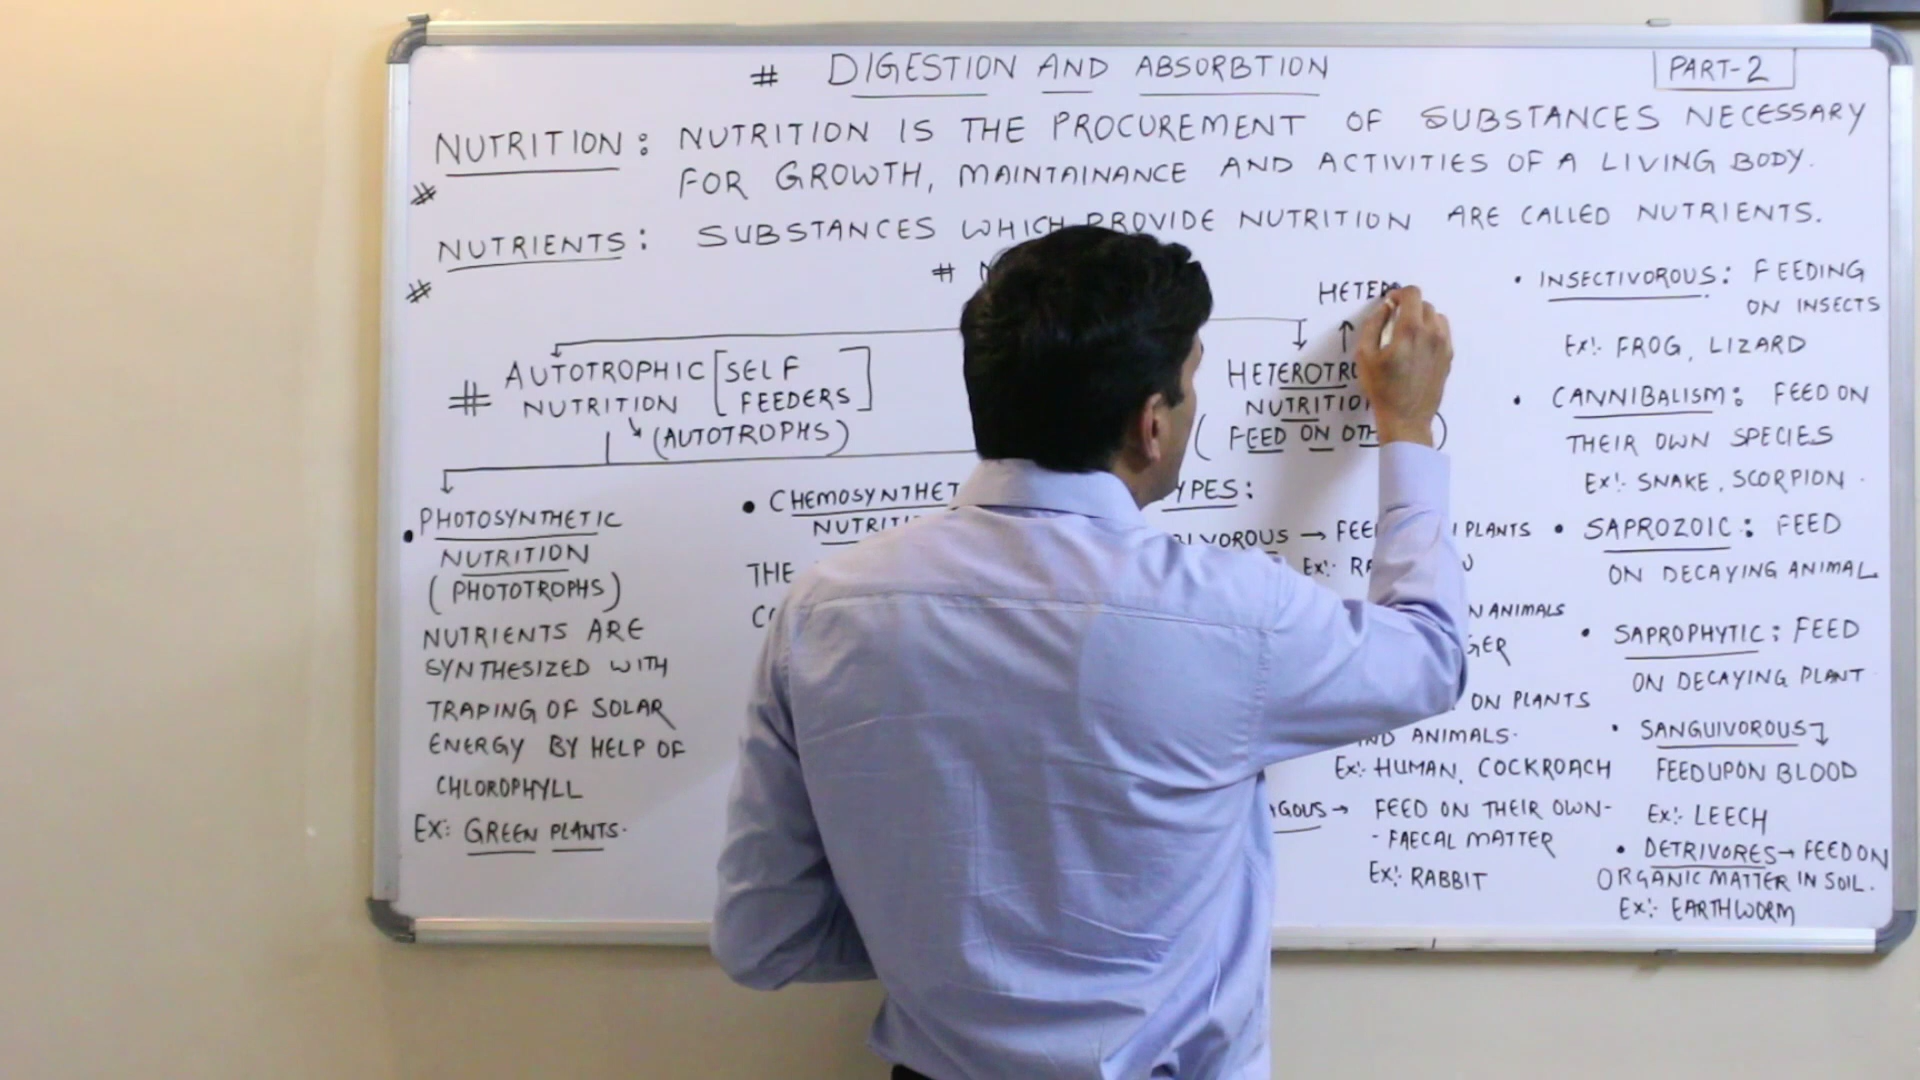 # DIGESTION AND ABSORBTION
PART-2
NUTRITION: NUTRITION IS THE PROCUREMENT OF SUBSTANCES NECESSARY
# FOR GROWTH, MAINTAINANCE AND ACTIVITIES OF A LIVING BODY.
NUTRIENTS: SUBSTANCES WHICH PROVIDE NUTRITION ARE CALLED NUTRIENTS.
#
#
# AUTOTROPHIC [SELF
NUTRITION FEEDERS]
(AUTOTROPHS)
• PHOTOSYNTHETIC
NUTRITION
(PHOTOTROPHS)
NUTRIENTS ARE
SYNTHESIZED WITH
TRAPING OF SOLAR
ENERGY BY HELP OF
CHLOROPHYLL
EX:- GREEN PLANTS.
• CHEMOSYNTHET
NUTRITI
THE
HETER
HETEROTRO
NUTRITION
(FEED ON OTH )
YPES:
IVOROUS → FEE PLANTS
Ex:- RA
N ANIMALS
GER
ON PLANTS
AND ANIMALS.
Ex:- HUMAN, COCKROACH
GOUS → FEED ON THEIR OWN-
- FAECAL MATTER
Ex:- RABBIT
• INSECTIVOROUS: FEEDING
ON INSECTS
Ex:- FROG, LIZARD
• CANNIBALISM: FEED ON
THEIR OWN SPECIES
Ex:- SNAKE, SCORPION.
• SAPROZOIC: FEED
ON DECAYING ANIMAL
• SAPROPHYTIC: FEED
ON DECAYING PLANT
• SANGUIVOROUS
FEED UPON BLOOD
Ex:- LEECH
• DETRIVORES → FEED ON
ORGANIC MATTER IN SOIL.
Ex:- EARTHWORM